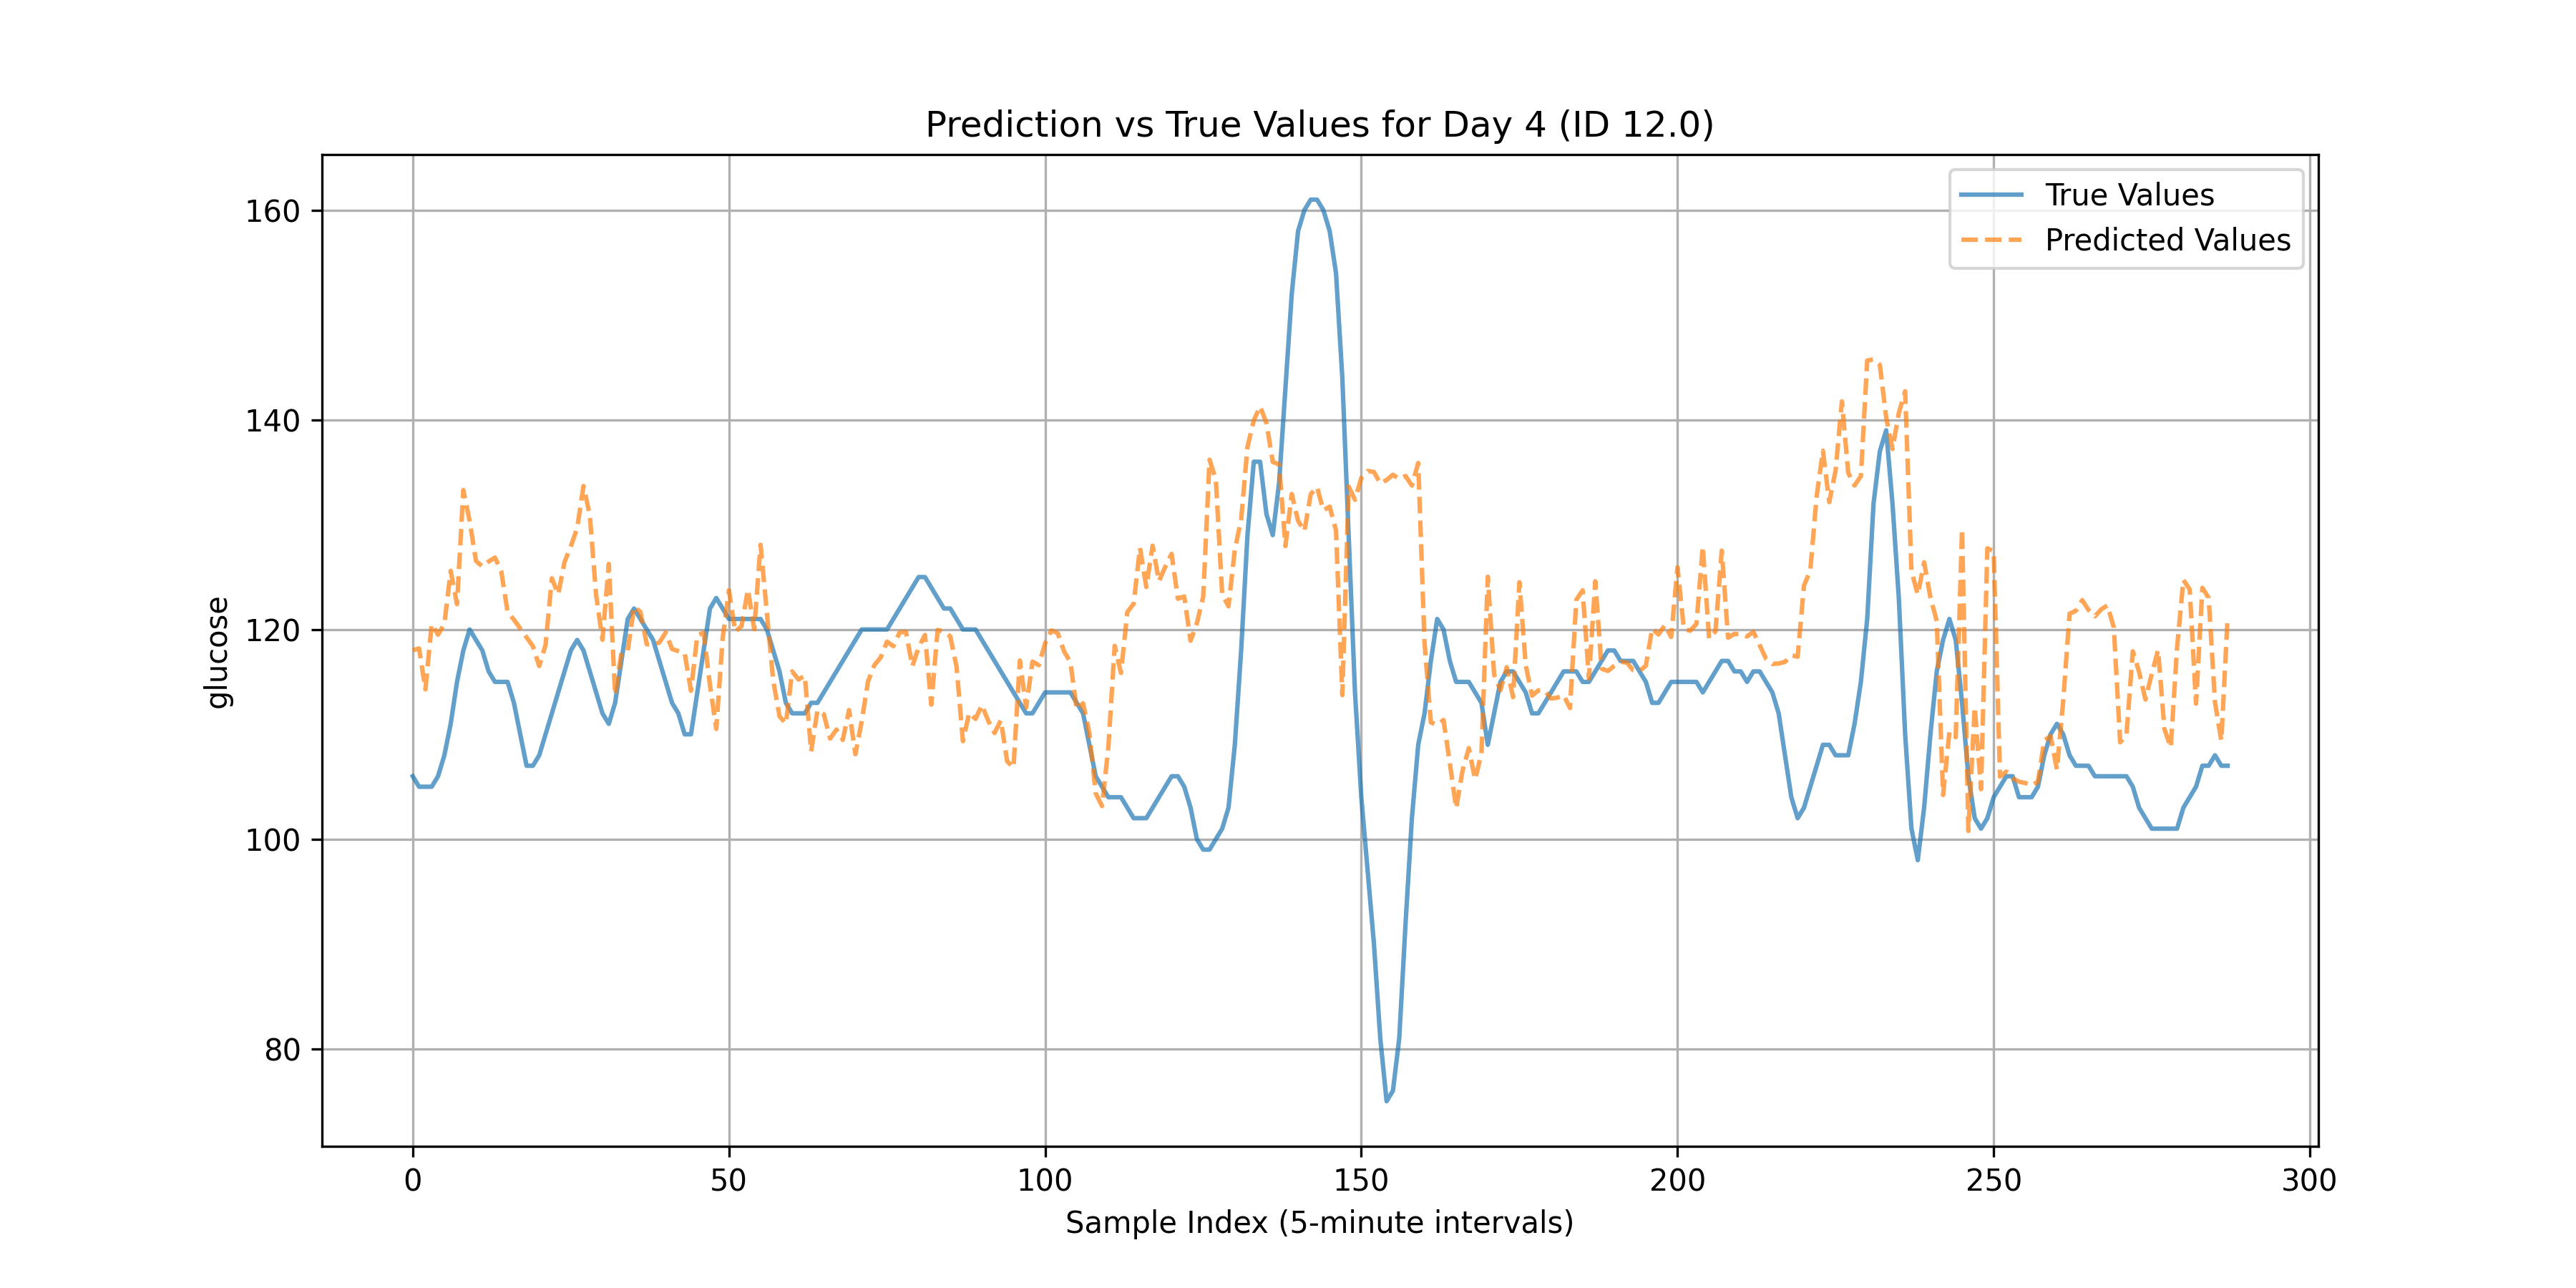 Prediction vs True Values for Day 4 (ID 12.0)
True Values
Predicted Values
glucose
160
140
120
100
80
0 50 100 150 200 250 300
Sample Index (5-minute intervals)